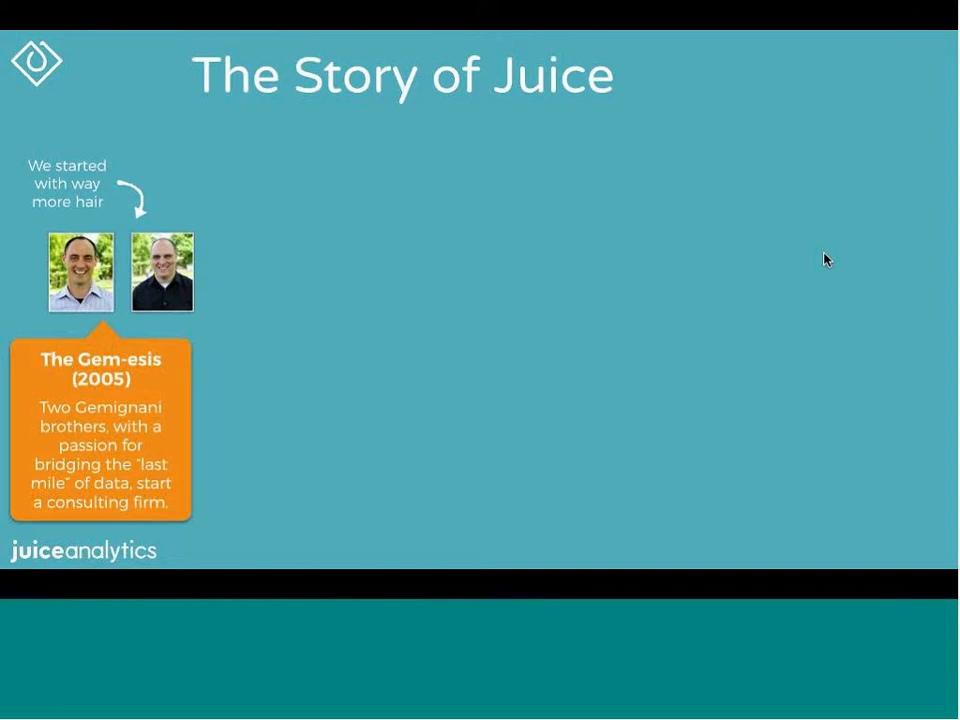 The Story of Juice
We started
with way
more hair
The Gem-esis
(2005)
Two Gemignani
brothers, with a
passion for
bridging the "last
mile" of data, start
a consulting firm.
juiceanalytics